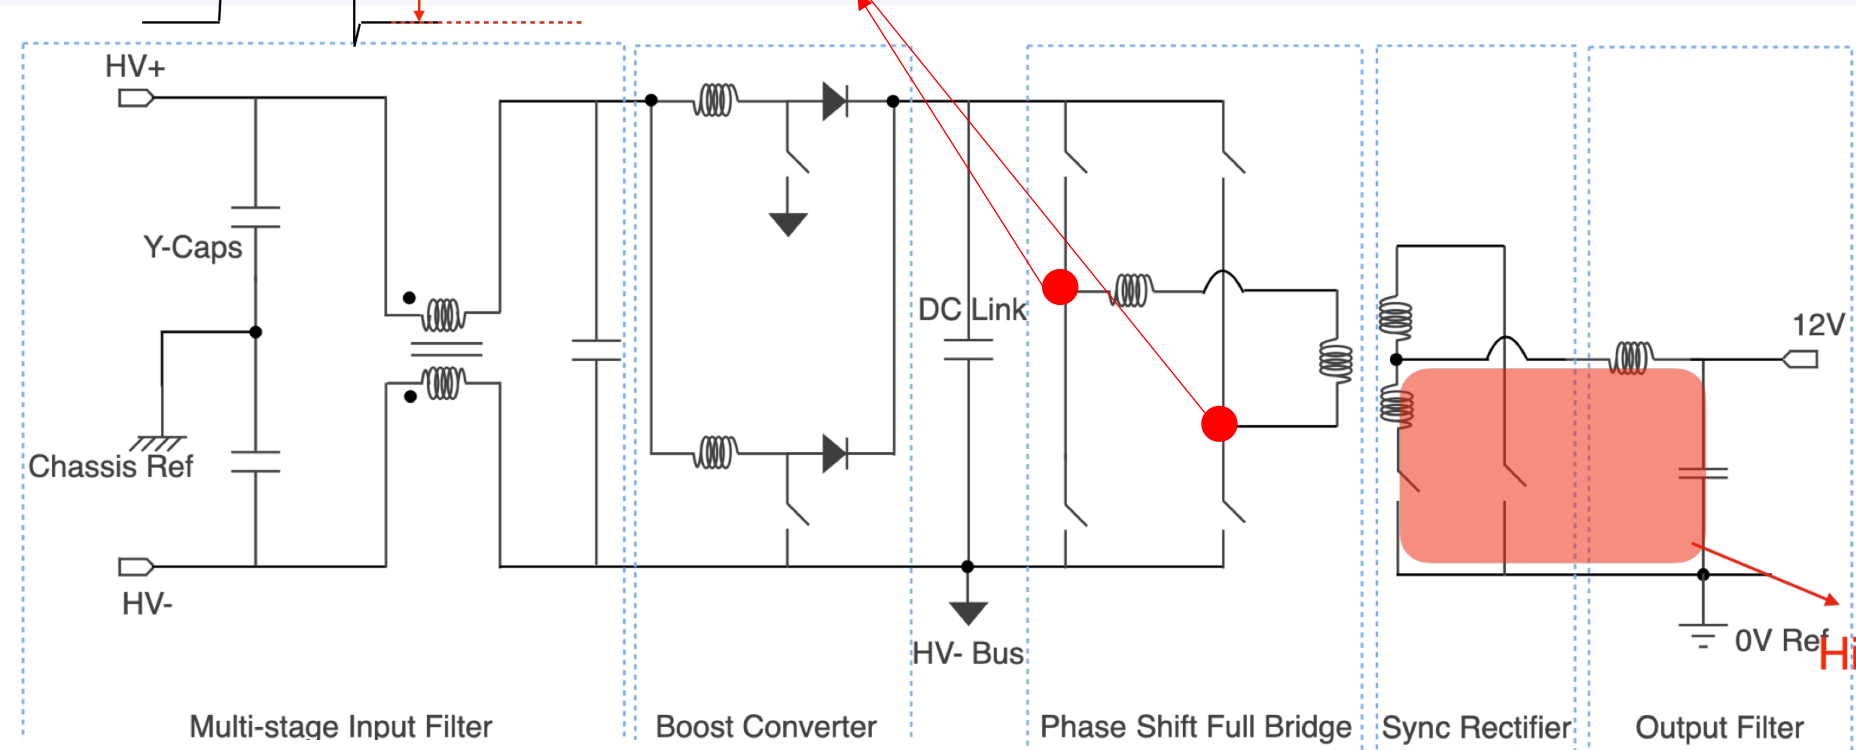 HV+
Y-Caps
Chassis Ref
HV-
DC Link
HV- Bus
12V
0V Ref
Hi
Multi-stage Input Filter
Boost Converter
Phase Shift Full Bridge
Sync Rectifier
Output Filter